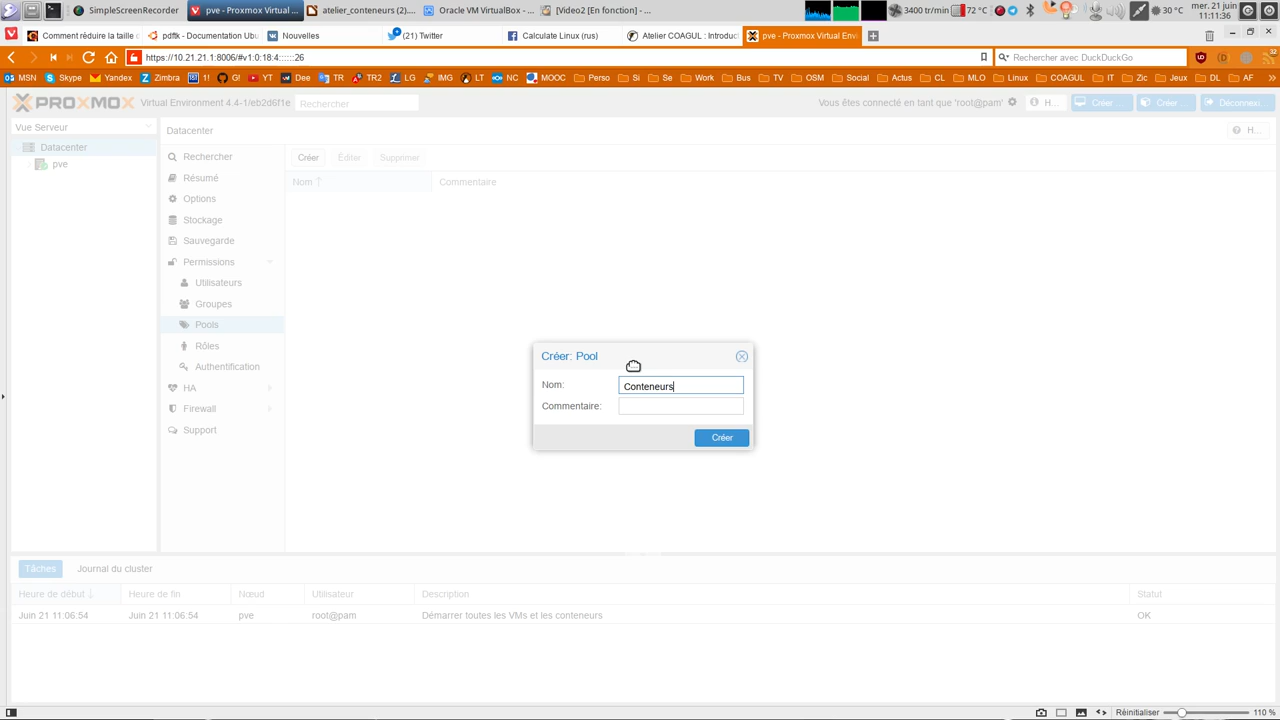 SimpleScreenRecorder pve - Proxmox Virtual ... atelier_conteneurs (2).... Oracle VM VirtualBox - ... [Video2 [En fonction] - ... 3400 tr/min 72 °C 30 °C mer. 21 juin 11:11:36
Comment réduire la taille d pdftk - Documentation Ubu Nouvelles (21) Twitter Calculate Linux (rus) Atelier COAGUL : Introduct pve - Proxmox Virtual Envi
https://10.21.21.1:8006/#v1:0:18:4::::::26 Rechercher avec DuckDuckGo 32
MSN Skype Yandex Zimbra 1! G! YT Dee TR TR2 LG IMG LT NC MOOC Perso Si Se Work Bus TV OSM Social Actus CL MLO Linux COAGUL IT Zic Jeux DL AF
PROXMOX Virtual Environment 4.4-1/eb2d6f1e Rechercher Vous êtes connecté en tant que 'root@pam' H... Créer ... Créer ... Déconnexi...
Vue Serveur Datacenter H...
Datacenter
pve
Rechercher
Résumé
Options
Stockage
Sauvegarde
Permissions
Utilisateurs
Groupes
Pools
Rôles
Authentification
HA
Firewall
Support
Créer Éditer Supprimer
Nom Commentaire
Créer: Pool
Nom: Conteneurs
Commentaire:
Créer
Tâches Journal du cluster
Heure de début Heure de fin Nœud Utilisateur Description Statut
Juin 21 11:06:54 Juin 21 11:06:54 pve root@pam Démarrer toutes les VMs et les conteneurs OK
Réinitialiser 110 %